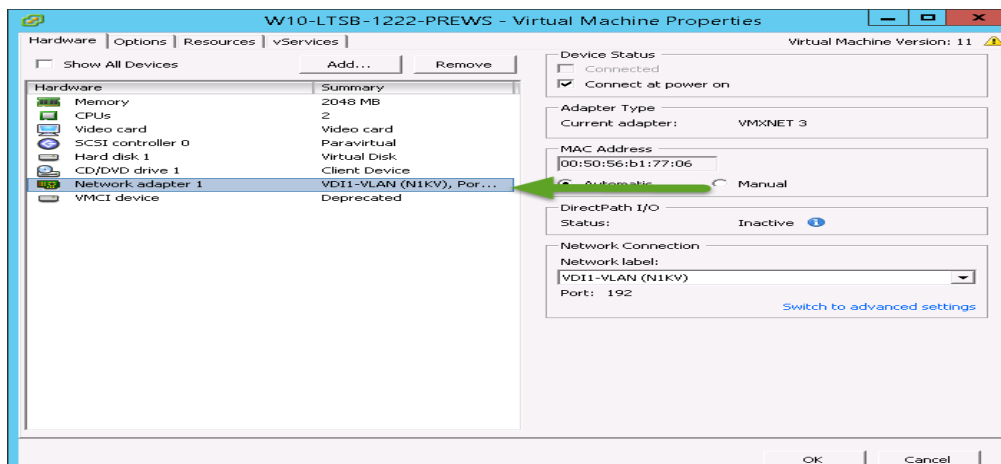 W10-LTSB-1222-PREWS - Virtual Machine Properties
Hardware Options Resources vServices Virtual Machine Version: 11
Show All Devices Add... Remove
Hardware Summary
Memory 2048 MB
CPUs 2
Video card Video card
SCSI controller 0 Paravirtual
Hard disk 1 Virtual Disk
CD/DVD drive 1 Client Device
Network adapter 1 VDI1-VLAN (N1KV), Por...
VMCI device Deprecated
Device Status
Connected
Connect at power on
Adapter Type
Current adapter: VMXNET 3
MAC Address
00:50:56:b1:77:06
Automatic Manual
DirectPath I/O
Status: Inactive
Network Connection
Network label:
VDI1-VLAN (N1KV)
Port: 192
Switch to advanced settings
OK Cancel